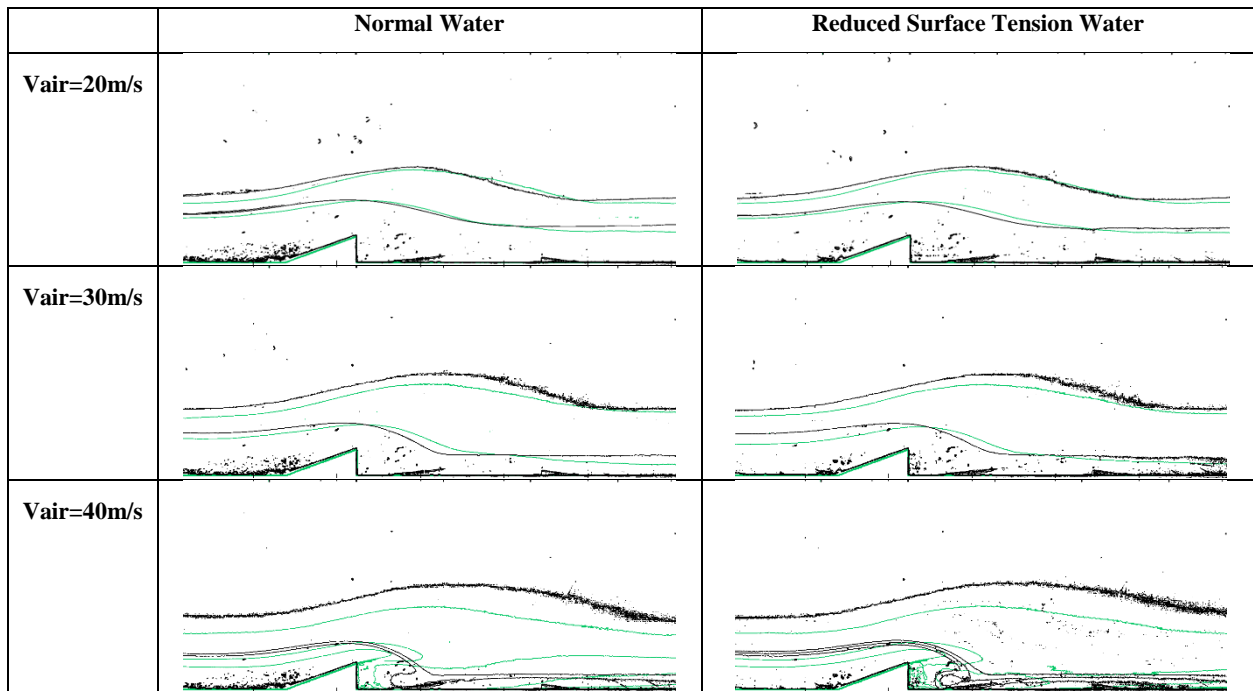 Normal Water
Reduced Surface Tension Water
Vair=20m/s
Vair=30m/s
Vair=40m/s